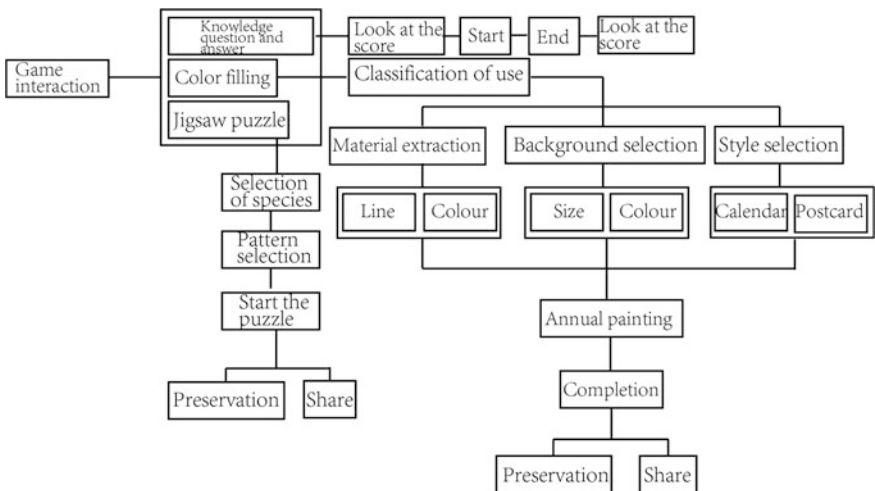 Knowledge
question and
answer
Look at the
score
Start
End
Look at the
score
Game
interaction
Color filling
Classification of use
Jigsaw puzzle
Material extraction
Background selection
Style selection
Selection
of species
Line
Colour
Size
Colour
Calendar
Postcard
Pattern
selection
Start the
puzzle
Annual painting
Preservation
Share
Completion
Preservation
Share